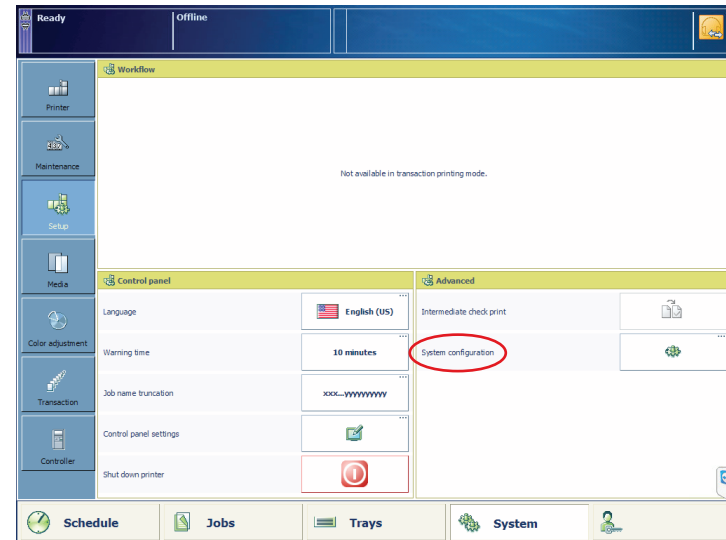 Ready
Offline
Workflow
Printer
Maintenance
Not available in transaction printing mode.
Setup
Media
Control panel
Advanced
Language
English (US)
Intermediate check print
Color adjustment
Warning time
10 minutes
System configuration
Job name truncation
xxx...yyyyyyyyy
Transaction
Control panel settings
Controller
Shut down printer
Schedule
Jobs
Trays
System